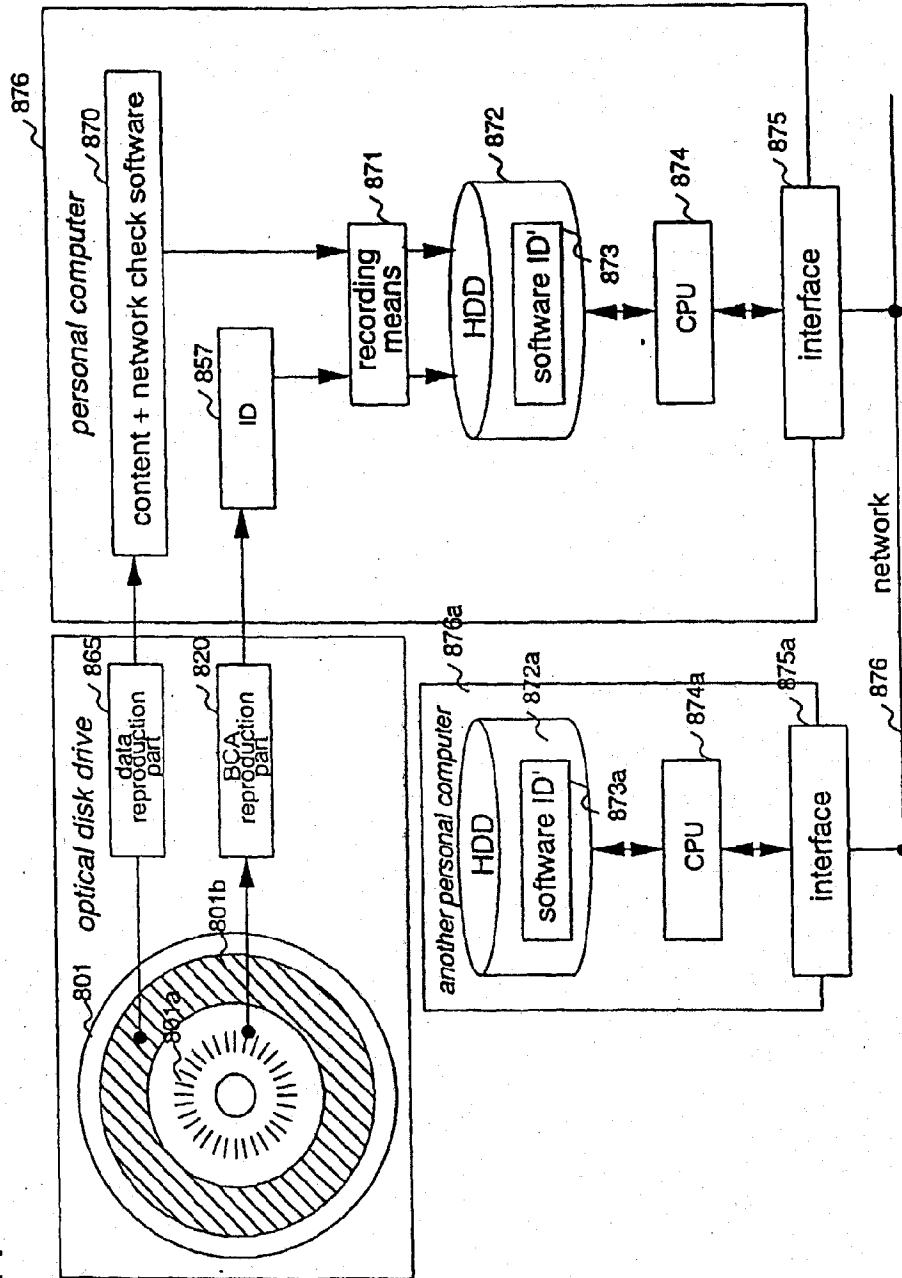 optical disk drive
801
801b
801a
data
reproduction
part
865
BCA
reproduction
part
820
personal computer
876
content + network check software
870
ID
857
recording
means
871
HDD
872
software ID'
873
CPU
874
interface
875
another personal computer
876a
HDD
872a
software ID'
873a
CPU
874a
interface
875a
876
network